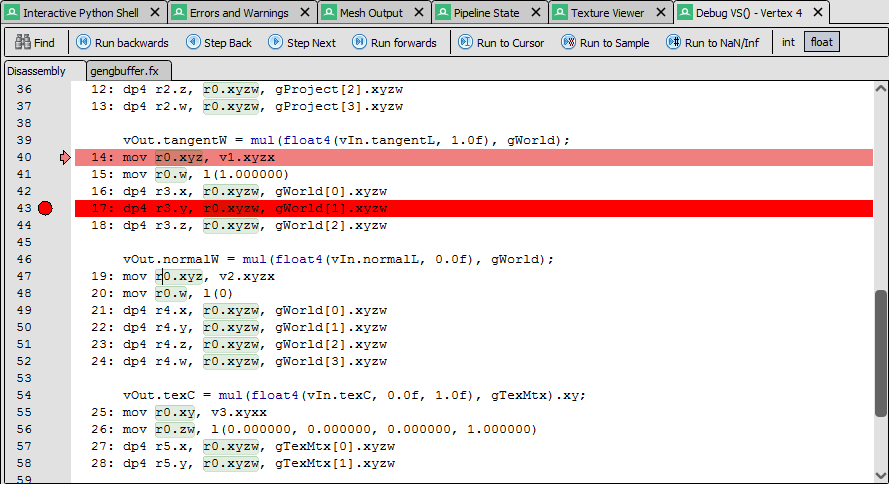 Interactive Python Shell Errors and Warnings Mesh Output Pipeline State Texture Viewer Debug VS() - Vertex 4
Find Run backwards Step Back Step Next Run forwards Run to Cursor Run to Sample Run to NaN/Inf int float
Disassembly gengbuffer.fx
36 12: dp4 r2.z, r0.xyzw, gProject[2].xyzw
37 13: dp4 r2.w, r0.xyzw, gProject[3].xyzw
38
39 vOut.tangentW = mul(float4(vIn.tangentL, 1.0f), gWorld);
40 14: mov r0.xyz, v1.xyzx
41 15: mov r0.w, l(1.000000)
42 16: dp4 r3.x, r0.xyzw, gWorld[0].xyzw
43 17: dp4 r3.y, r0.xyzw, gWorld[1].xyzw
44 18: dp4 r3.z, r0.xyzw, gWorld[2].xyzw
45
46 vOut.normalW = mul(float4(vIn.normalL, 0.0f), gWorld);
47 19: mov r0.xyz, v2.xyzx
48 20: mov r0.w, l(0)
49 21: dp4 r4.x, r0.xyzw, gWorld[0].xyzw
50 22: dp4 r4.y, r0.xyzw, gWorld[1].xyzw
51 23: dp4 r4.z, r0.xyzw, gWorld[2].xyzw
52 24: dp4 r4.w, r0.xyzw, gWorld[3].xyzw
53
54 vOut.texC = mul(float4(vIn.texC, 0.0f, 1.0f), gTexMtx).xy;
55 25: mov r0.xy, v3.xyxx
56 26: mov r0.zw, l(0.000000, 0.000000, 0.000000, 1.000000)
57 27: dp4 r5.x, r0.xyzw, gTexMtx[0].xyzw
58 28: dp4 r5.y, r0.xyzw, gTexMtx[1].xyzw
59